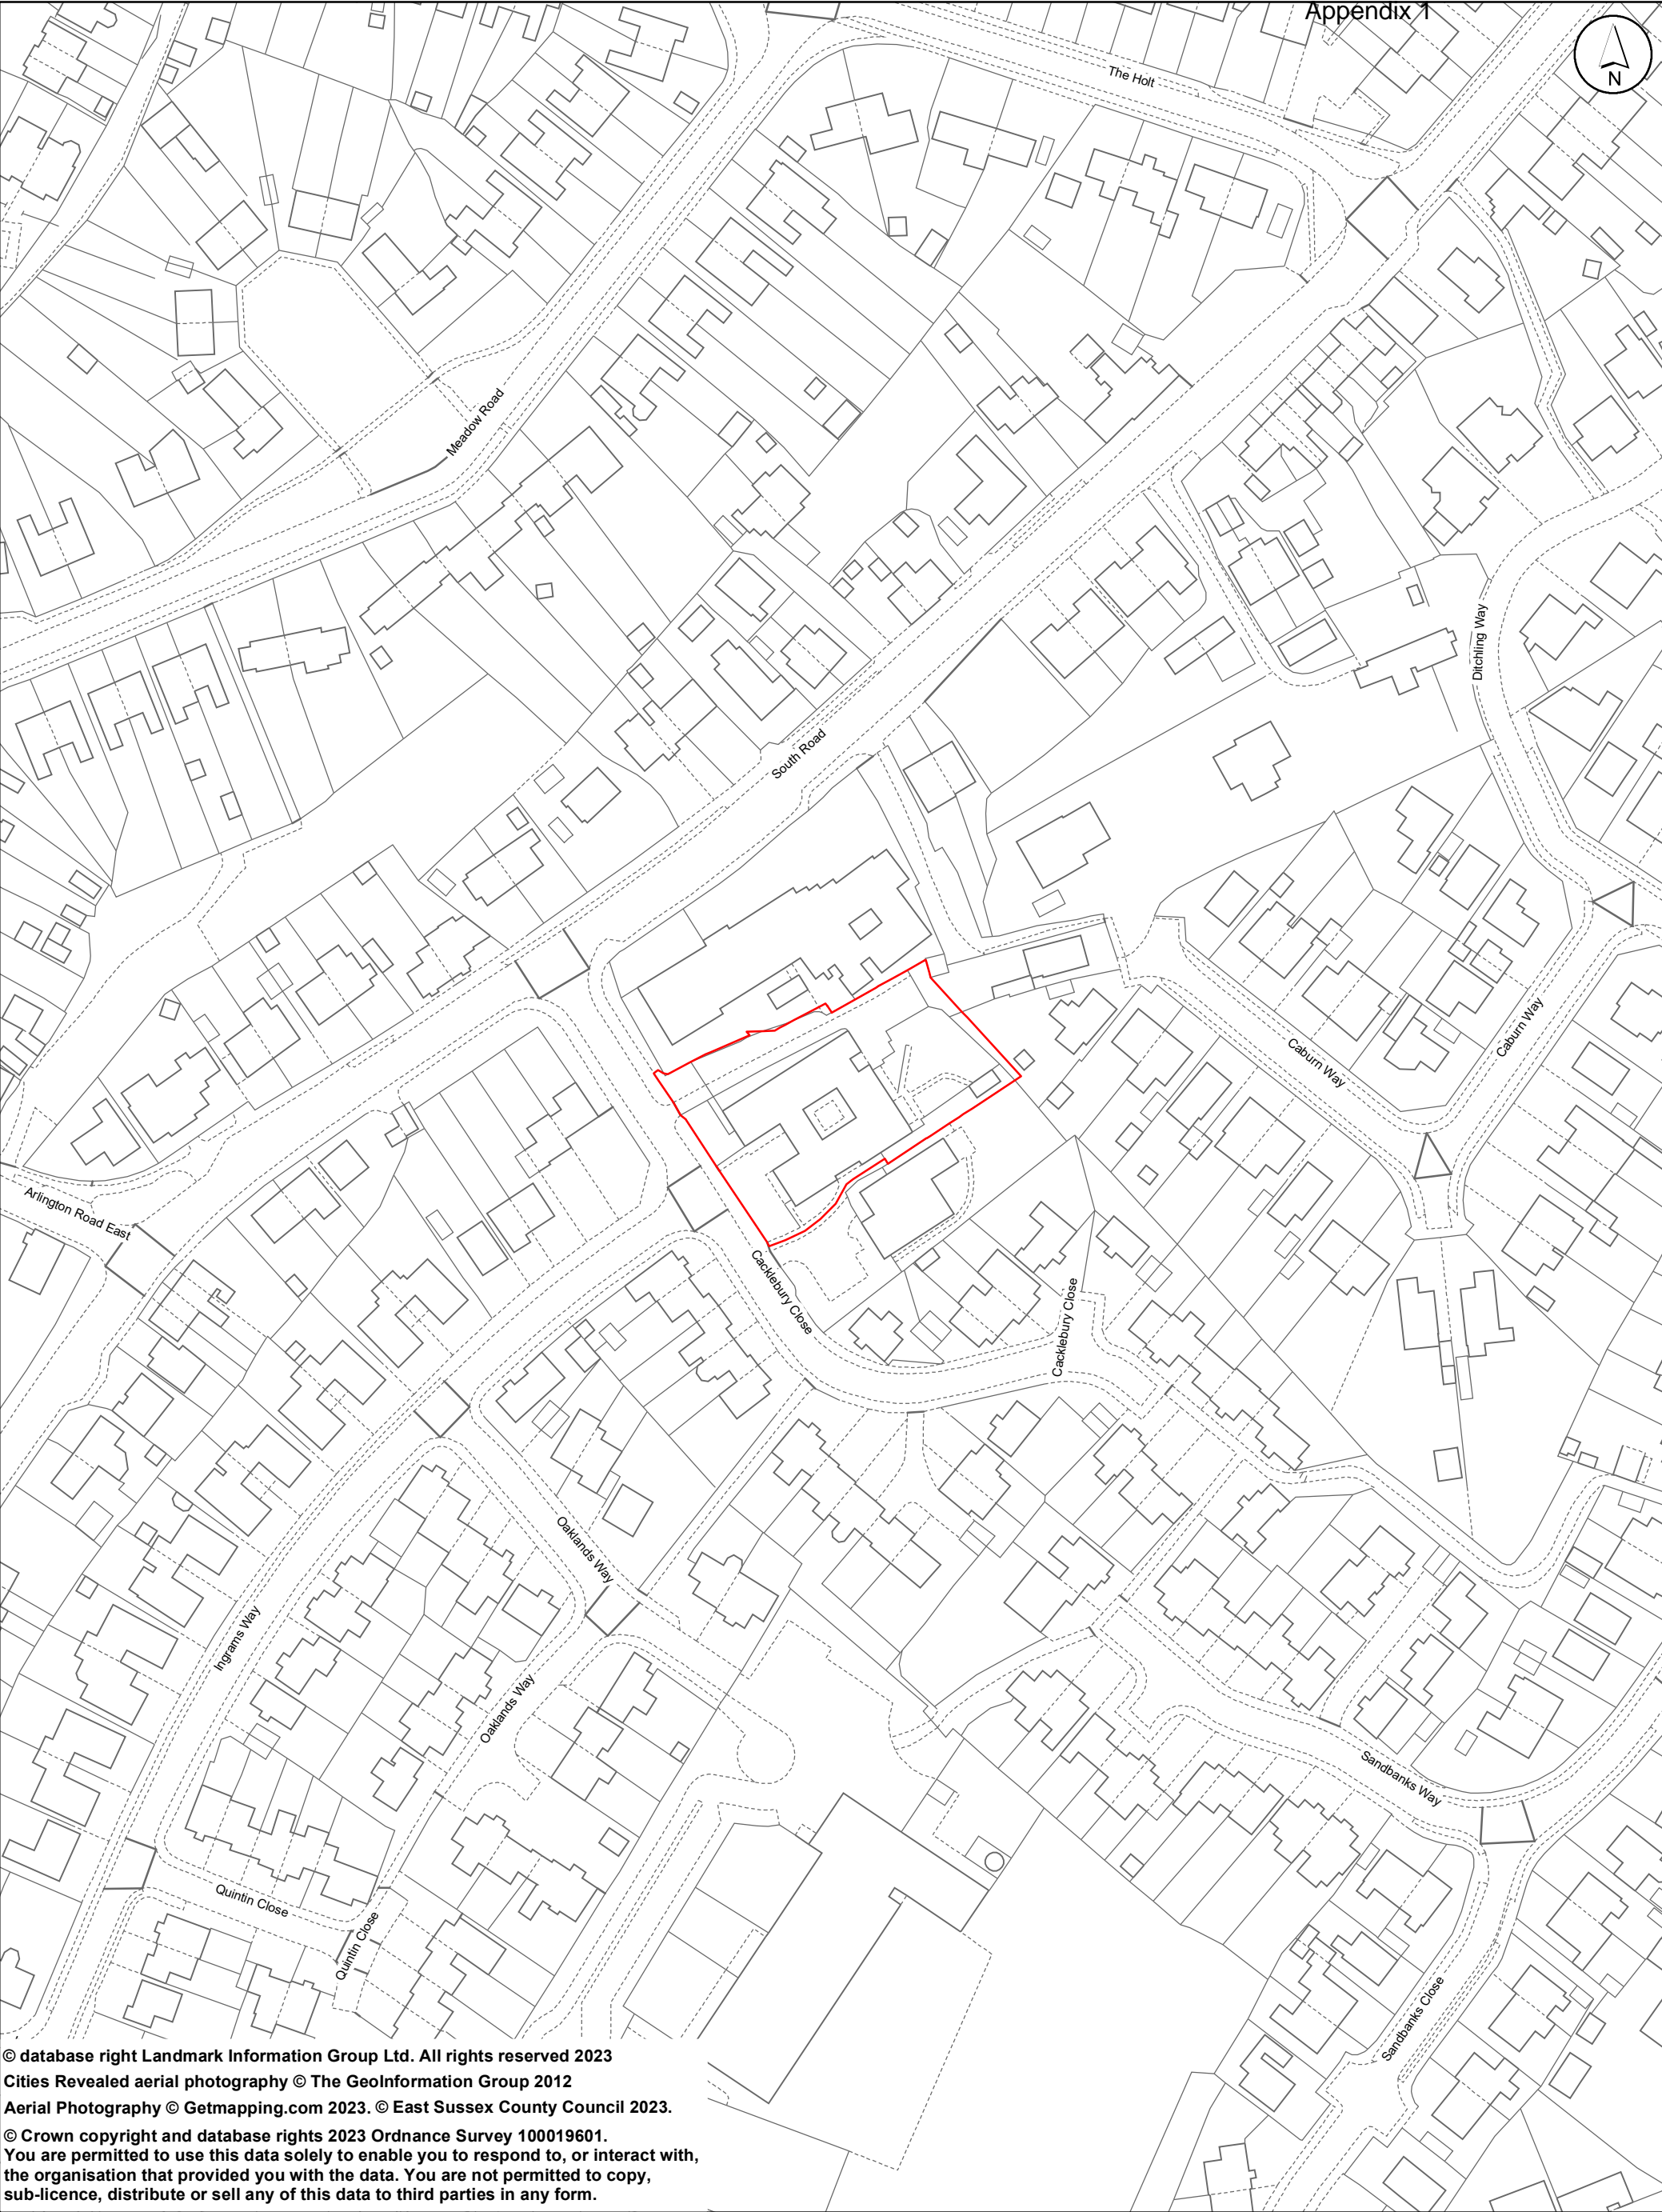 Appendix 1
N
The Holt
Meadow Road
Ditchling Way
South Road
Caburn Way
Caburn Way
Arlington Road East
Cacklebury Close
Cacklebury Close
Oaklands Way
Ingrams Way
Oaklands Way
Sandbanks Way
Quintin Close
Quintin Close
Sandbanks Close
© database right Landmark Information Group Ltd. All rights reserved 2023
Cities Revealed aerial photography © The GeoInformation Group 2012
Aerial Photography © Getmapping.com 2023. © East Sussex County Council 2023.
© Crown copyright and database rights 2023 Ordnance Survey 100019601.
You are permitted to use this data solely to enable you to respond to, or interact with,
the organisation that provided you with the data. You are not permitted to copy,
sub-licence, distribute or sell any of this data to third parties in any form.